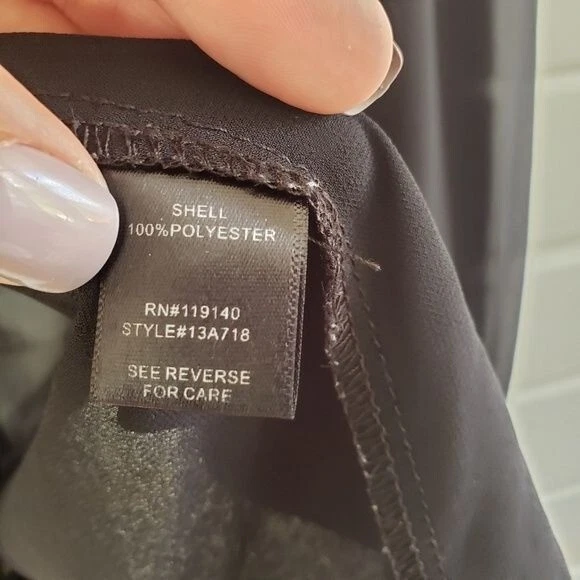 SHELL
100%POLYESTER
RN#119140
STYLE#13A718
SEE REVERSE
FOR CARE